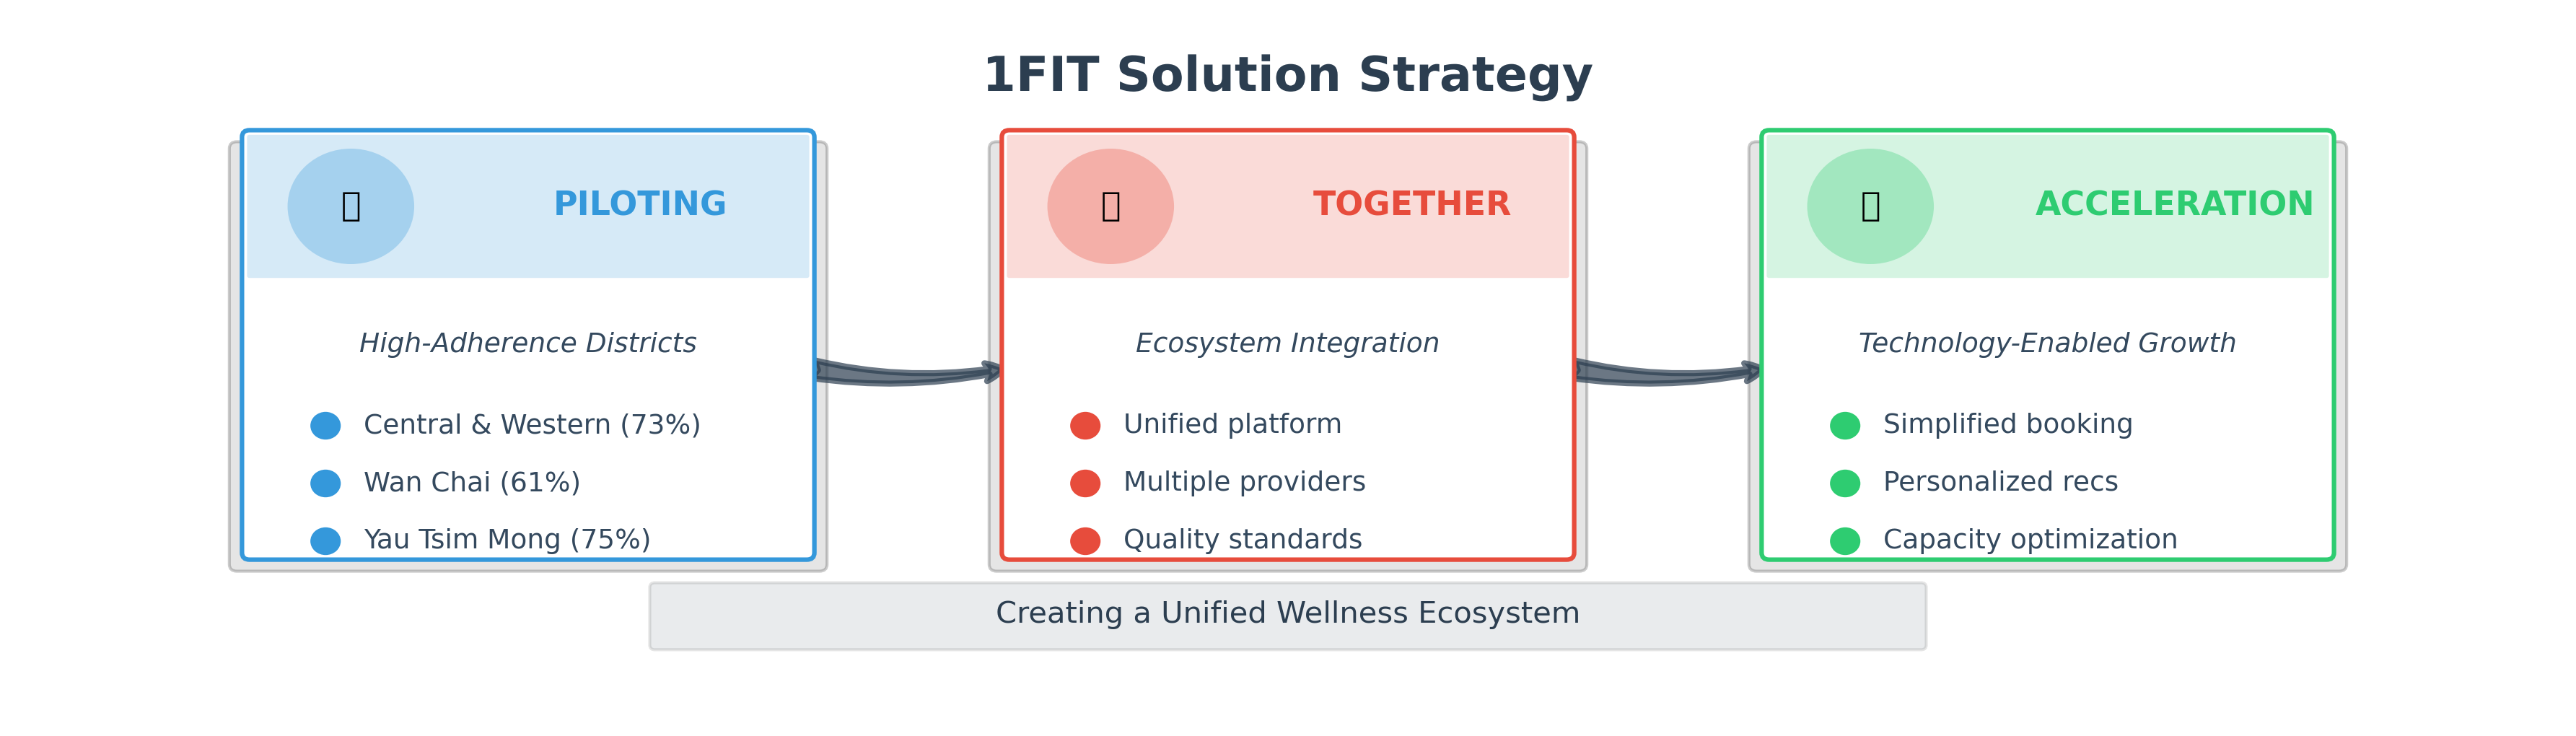 1FIT Solution Strategy
PILOTING
High-Adherence Districts
Central & Western (73%)
Wan Chai (61%)
Yau Tsim Mong (75%)
TOGETHER
Ecosystem Integration
Unified platform
Multiple providers
Quality standards
ACCELERATION
Technology-Enabled Growth
Simplified booking
Personalized recs
Capacity optimization
Creating a Unified Wellness Ecosystem